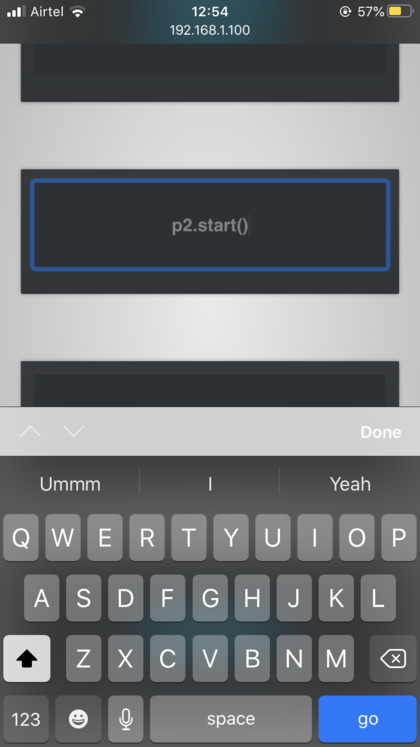 Airtel 12:54 57%
192.168.1.100
p2.start()
Done
Ummm I Yeah
Q W E R T Y U I O P
A S D F G H J K L
Z X C V B N M
123 space go